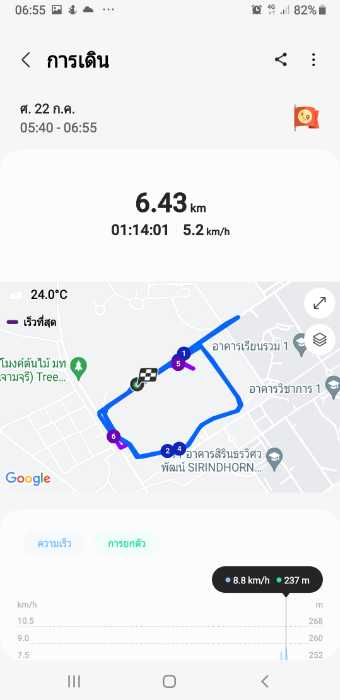 06:55
4G
82%
การเดิน
ศ. 22 ก.ค.
05:40 - 06:55
6.43 km
01:14:01 5.2 km/h
24.0°C
เร็วที่สุด
1
5
อาคารเรียนรวม 1
โมงค์ต้นไม้ มท
จามจุรี) Tree...
อาคารวิชาการ 1
6
2
4
อาคารสิรินธรวิศว
พัฒน์ SIRINDHORN...
Google
ความเร็ว
การยกตัว
8.8 km/h
237 m
km/h
m
10.5
268
9.0
260
7.5
252